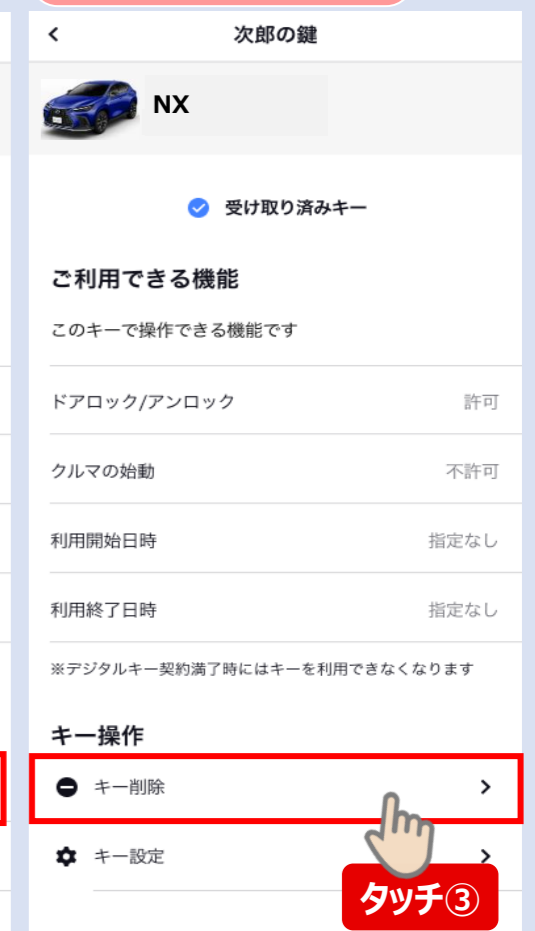 次郎の鍵
NX
受け取り済みキー
ご利用できる機能
このキーで操作できる機能です
ドアロック/アンロック 許可
クルマの始動 不許可
利用開始日時 指定なし
利用終了日時 指定なし
※デジタルキー契約満了時にはキーを利用できなくなります
キー操作
キー削除
キー設定
タッチ③